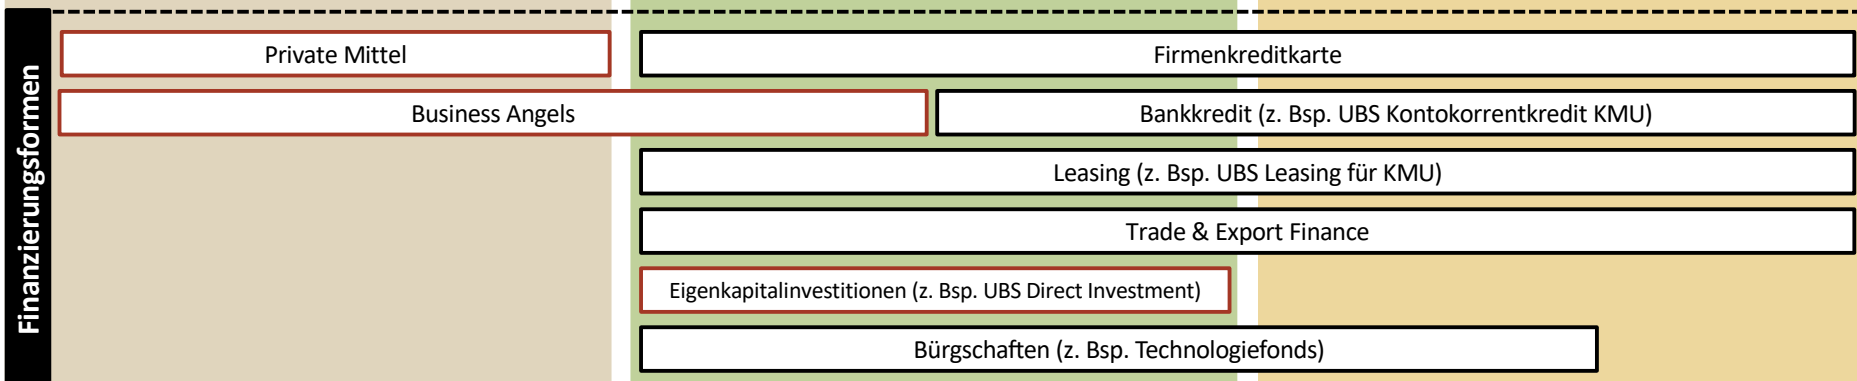 Finanzierungsformen
Private Mittel
Firmenkreditkarte
Business Angels
Bankkredit (z. Bsp. UBS Kontokorrentkredit KMU)
Leasing (z. Bsp. UBS Leasing für KMU)
Trade & Export Finance
Eigenkapitalinvestitionen (z. Bsp. UBS Direct Investment)
Bürgschaften (z. Bsp. Technologiefonds)